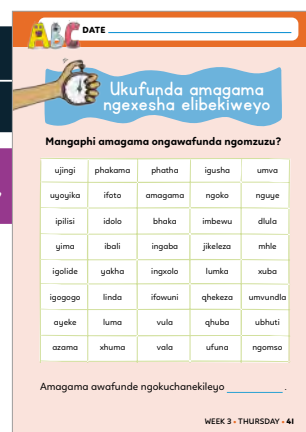 ABC DATE
Ukufunda amagama
ngexesha elibekiweyo
Mangaphi amagama ongawafunda ngomzuzu?
ujingi phakama phatha igusha umva
uyoyika ifoto amagama ngoko nguye
ipilisi idolo bhaka imbewu dlula
yima ibali ingaba jikeleza mhle
igolide yakha ingxolo lumka xuba
igogogo linda ifowuni qhekeza umvundla
ayeke luma vula qhuba ubhuti
azama xhuma vala ufuna ngomso
Amagama awafunde ngokuchanekileyo .
WEEK 3 • THURSDAY • 41